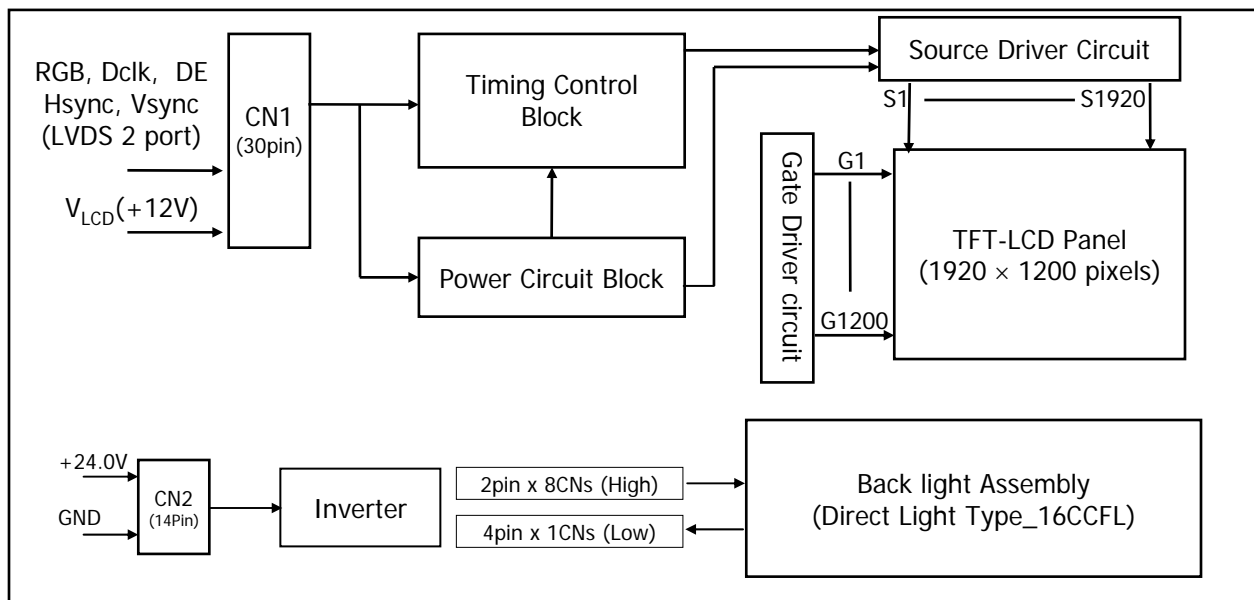 RGB, Dclk, DE
Hsync, Vsync
(LVDS 2 port)
V_LCD(+12V)
CN1
(30pin)
Timing Control
Block
Power Circuit Block
Source Driver Circuit
S1
S1920
Gate Driver circuit
G1
G1200
TFT-LCD Panel
(1920 × 1200 pixels)
+24.0V
GND
CN2
(14Pin)
Inverter
2pin x 8CNs (High)
4pin x 1CNs (Low)
Back light Assembly
(Direct Light Type_16CCFL)